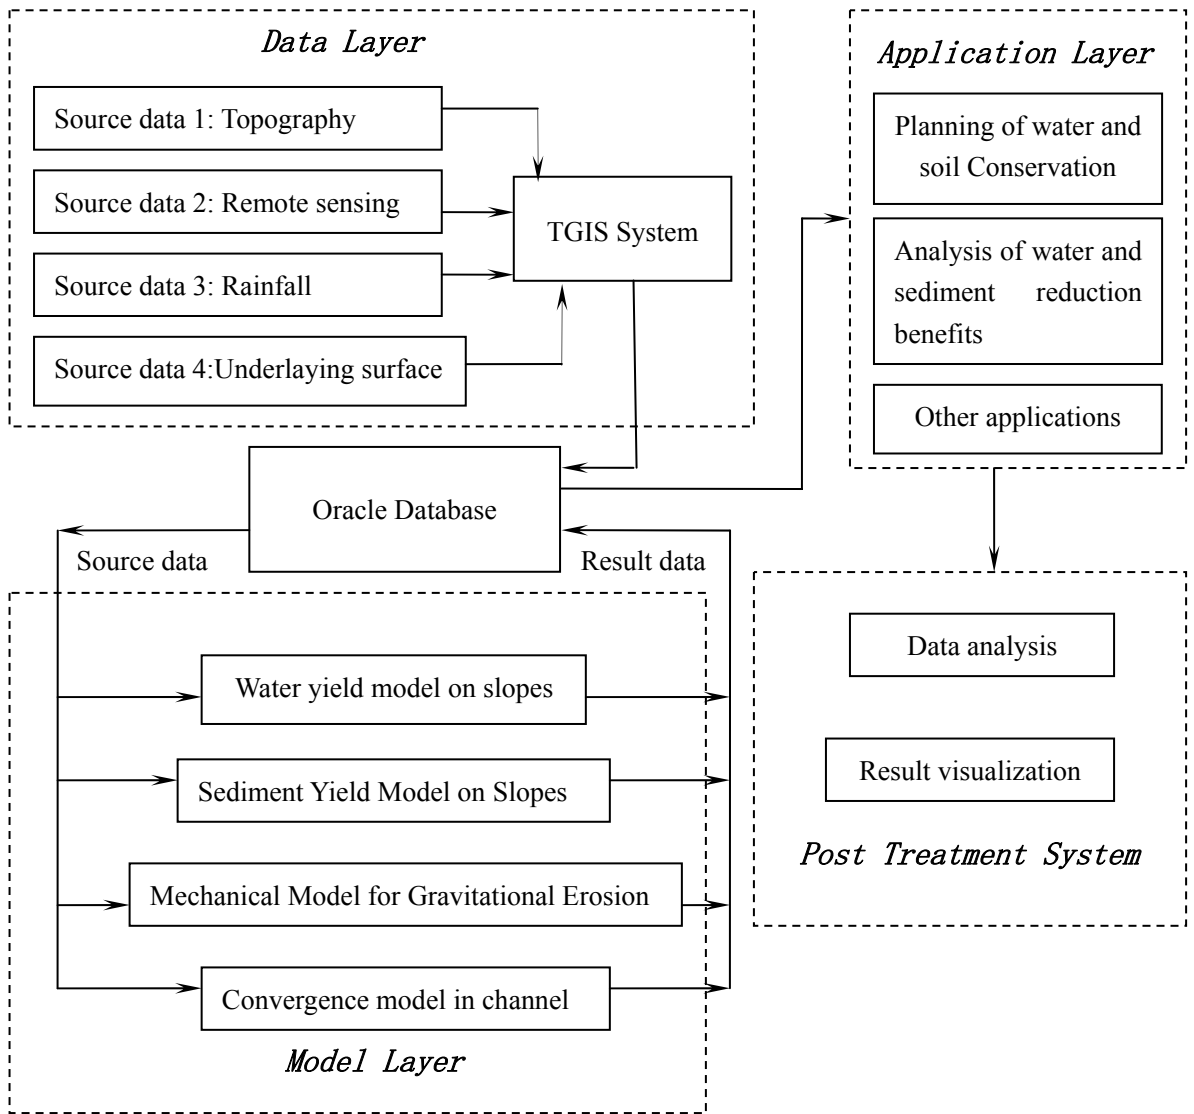 Data Layer
Source data 1: Topography
Source data 2: Remote sensing
Source data 3: Rainfall
Source data 4:Underlaying surface
TGIS System
Application Layer
Planning of water and
soil Conservation
Analysis of water and
sediment reduction
benefits
Other applications
Oracle Database
Source data
Result data
Water yield model on slopes
Sediment Yield Model on Slopes
Mechanical Model for Gravitational Erosion
Convergence model in channel
Model Layer
Data analysis
Result visualization
Post Treatment System